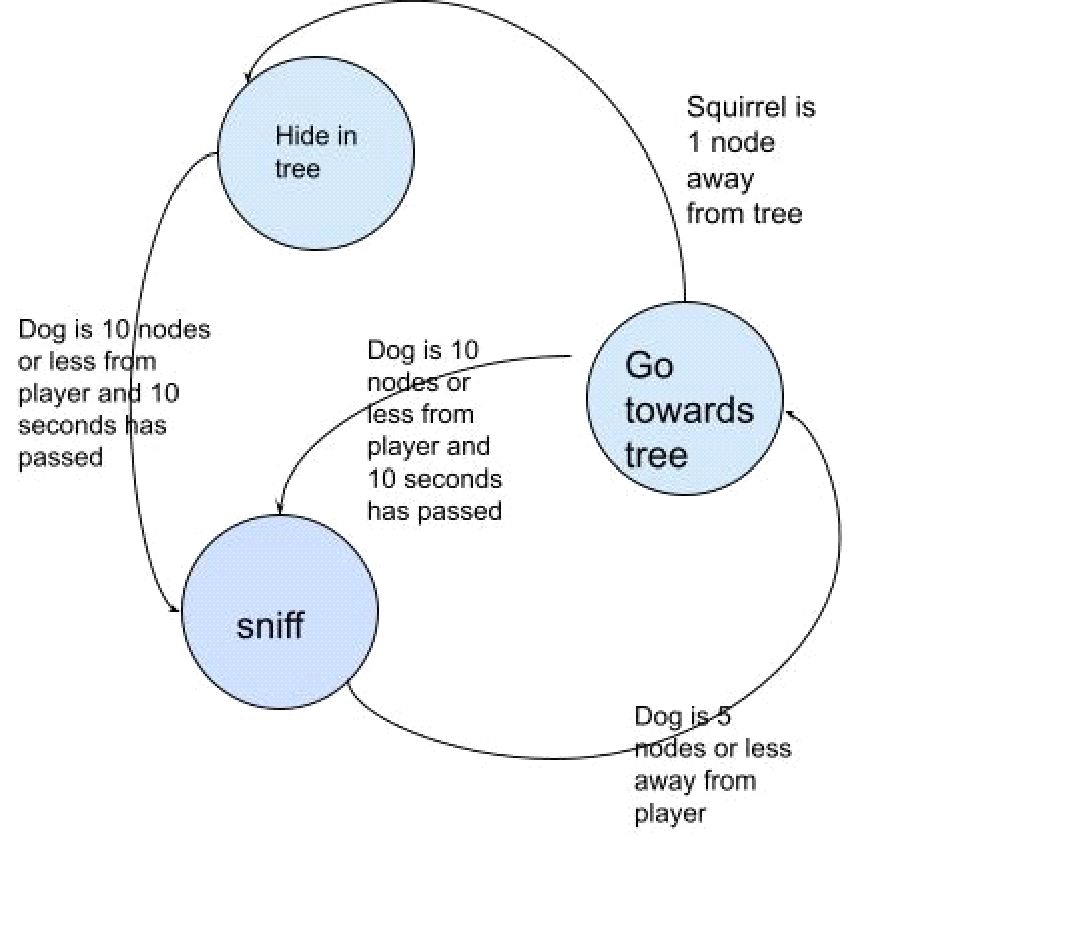 Hide in
tree
Squirrel is
1 node
away
from tree
Dog is 10 nodes
or less from
player and 10
seconds has
passed
Dog is 10
nodes or
less from
player and
10 seconds
has passed
Go
towards
tree
sniff
Dog is 5
nodes or less
away from
player